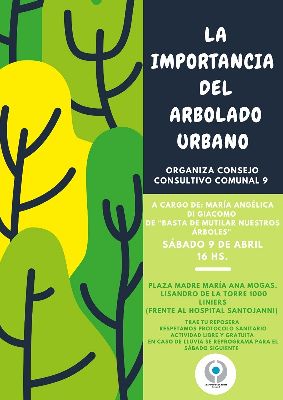 LA
IMPORTANCIA
DEL
ARBOLADO
URBANO
ORGANIZA CONSEJO
CONSULTIVO COMUNAL 9
A CARGO DE: MARÍA ANGÉLICA
DI GIACOMO
DE "BASTA DE MUTILAR NUESTROS
ÁRBOLES"
SÁBADO 9 DE ABRIL
16 HS.
PLAZA MADRE MARÍA ANA MOGAS.
LISANDRO DE LA TORRE 1000
LINIERS
(FRENTE AL HOSPITAL SANTOJANNI)
TRAE TU REPOSERA
RESPETAMOS PROTOCOLO SANITARIO
ACTIVIDAD LIBRE Y GRATUITA
EN CASO DE LLUVIA SE REPROGRAMA PARA EL
SÁBADO SIGUIENTE